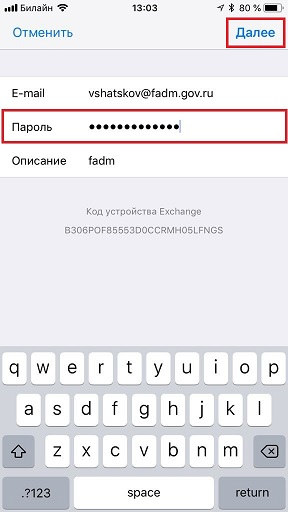 Билайн 13:03 80 %
Отменить Далее
E-mail vshatskov@fadm.gov.ru
Пароль ●●●●●●●●●●●●●
Описание fadm
Код устройства Exchange
B306POF85553D0CCRMH05LFNGS
q w e r t y u i o p
a s d f g h j k l
z x c v b n m
.?123 space return